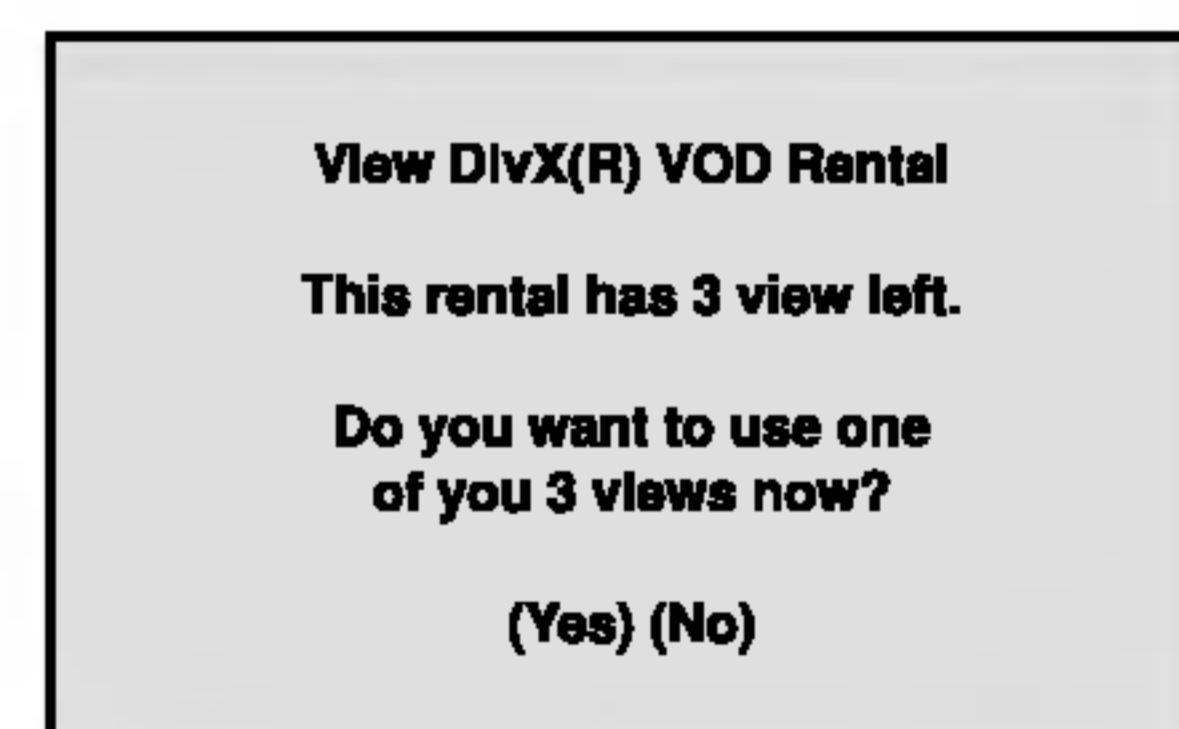 View DivX(R) VOD Rental
This rental has 3 view left.
Do you want to use one
of you 3 views now?
(Yes) (No)